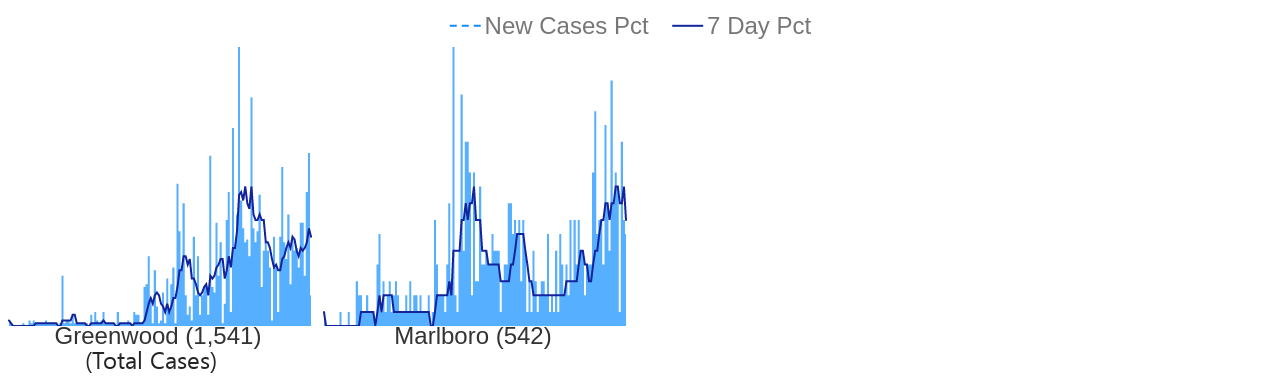 New Cases Pct 7 Day Pct
Greenwood (1,541) Marlboro (542)
(Total Cases)